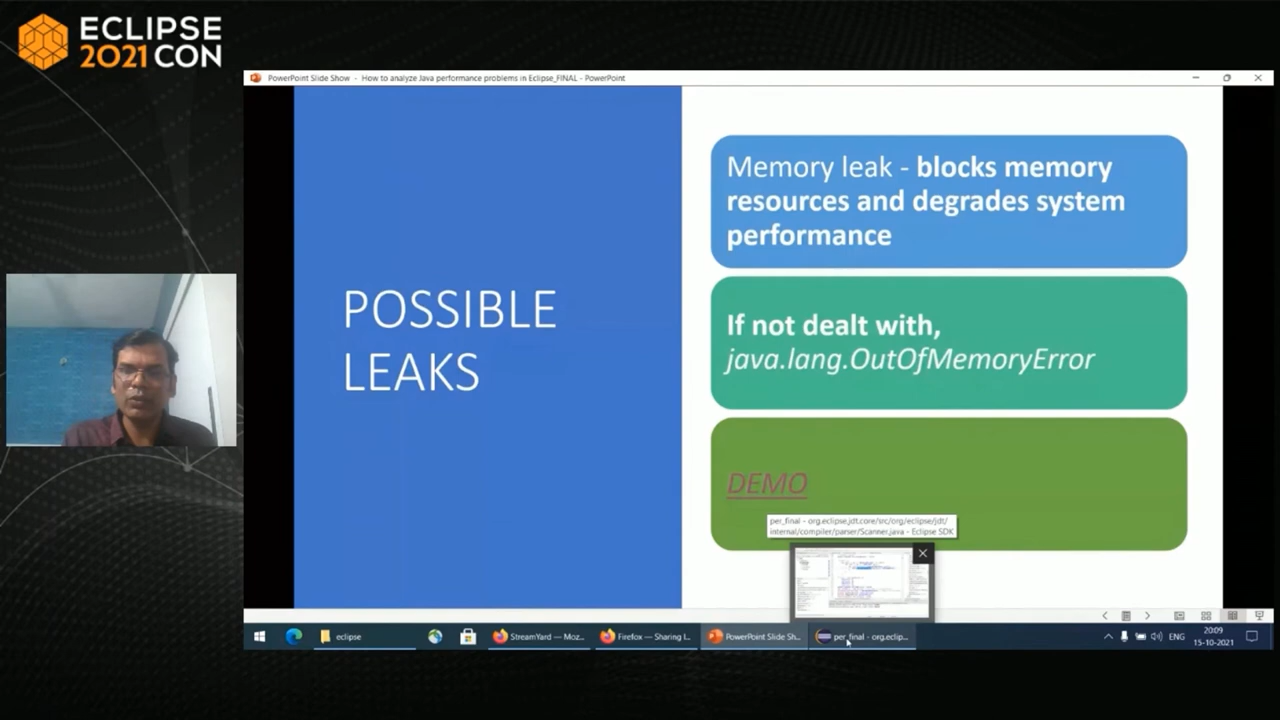 ECLIPSE
2021 CON
PowerPoint Slide Show - How to analyze Java performance problems in Eclipse_FINAL - PowerPoint
POSSIBLE
LEAKS
Memory leak - blocks memory
resources and degrades system
performance
If not dealt with,
java.lang.OutOfMemoryError
DEMO
per_final - org.eclipse.jdt.core/src/org/eclipse/jdt/
internal/compiler/parser/Scanner.java - Eclipse SDK
eclipse
StreamYard — Moz...
Firefox — Sharing I...
PowerPoint Slide Sh...
per_final - org.eclip...
ENG
20:09
15-10-2021